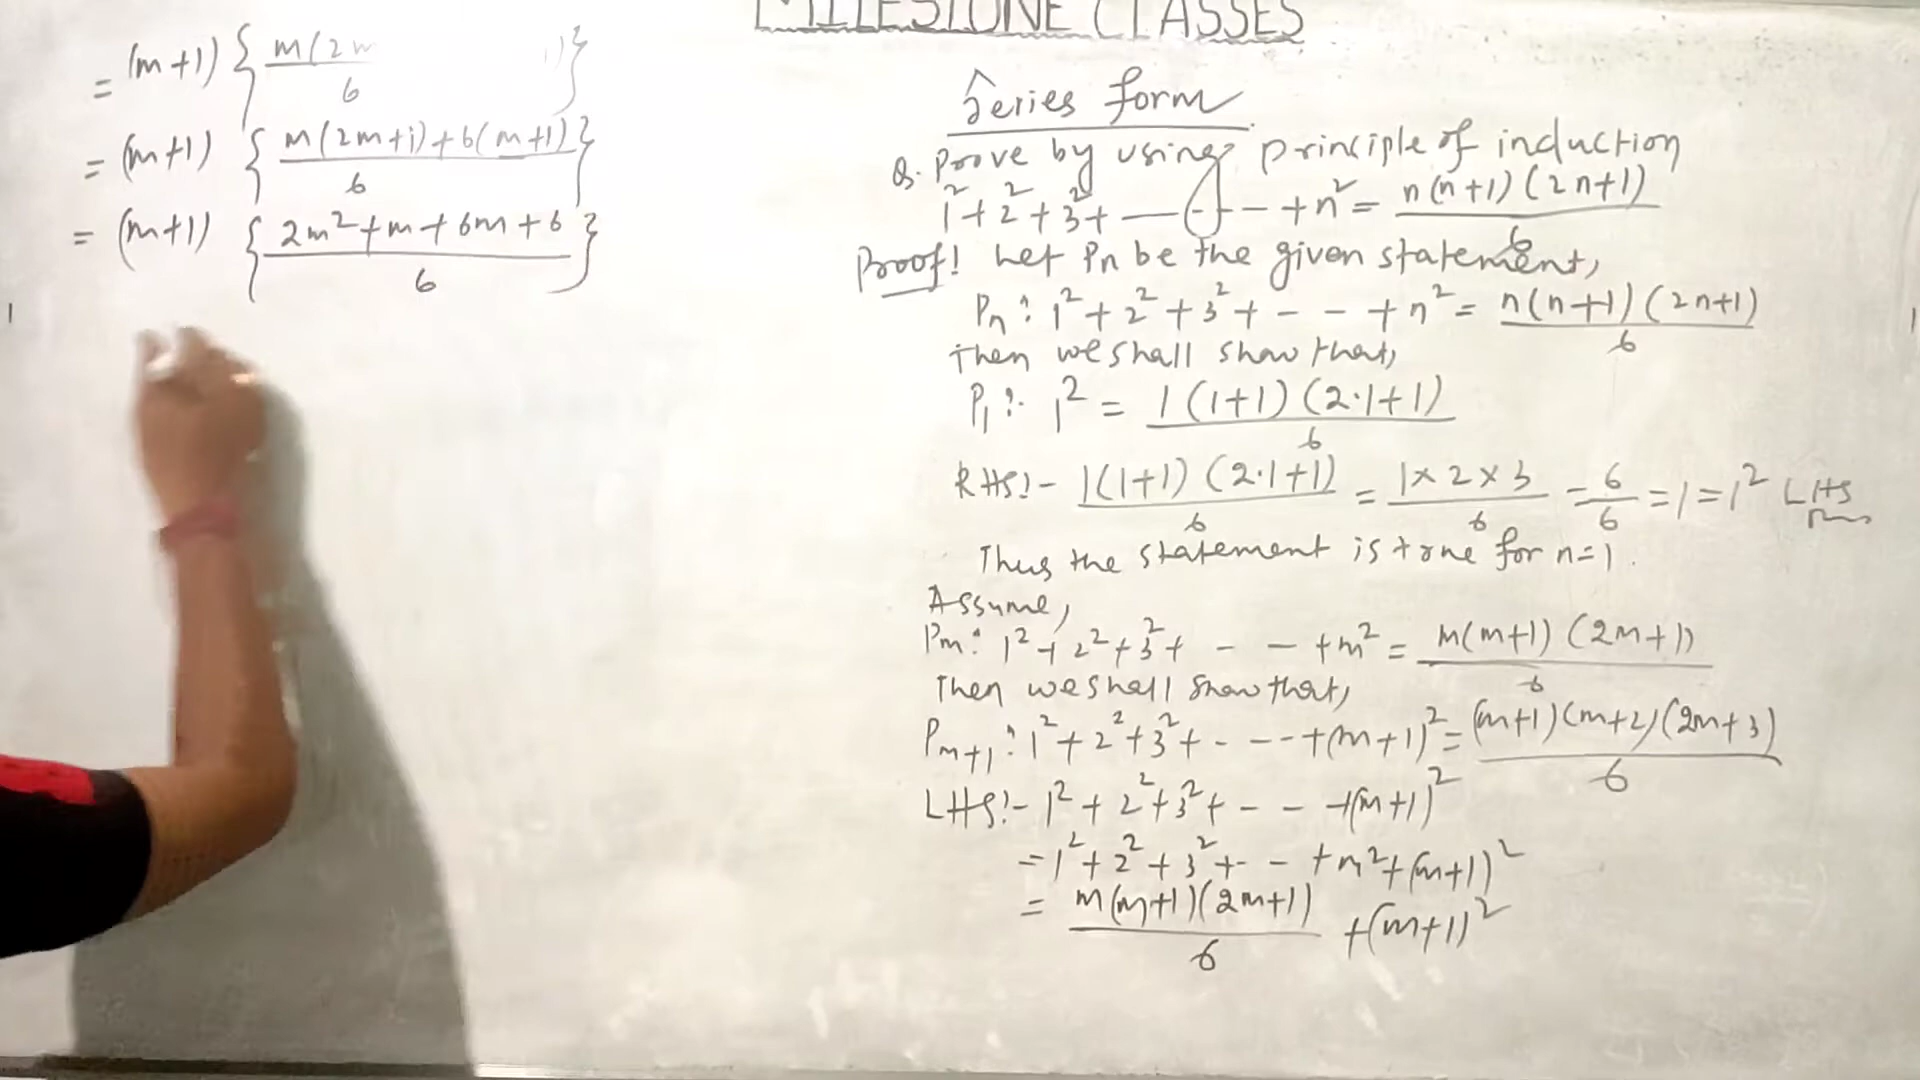 MILESTONE CLASSES
Series form
Q. Prove by using principle of induction
1²+2²+3²+ — - - - +n² = n(n+1)(2n+1)/6
Proof! Let Pn be the given statement,
Pn: 1²+2²+3²+ - - +n² = n(n+1)(2n+1)/6
Then we shall show that,
P₁: 1² = 1(1+1)(2·1+1)/6
RHS!- 1(1+1)(2·1+1)/6 = 1×2×3/6 = 6/6 = 1 = 1² LHS
Thus the statement is true for n=1.
Assume,
Pm: 1²+2²+3²+ - - +m² = m(m+1)(2m+1)/6
Then we shall show that,
Pm+1: 1²+2²+3²+ - - - +(m+1)² = (m+1)(m+2)(2m+3)/6
LHS!- 1²+2²+3²+ - - +(m+1)²
= 1²+2²+3²+ - - +m²+(m+1)²
= m(m+1)(2m+1)/6 +(m+1)²
= (m+1) { m(2m )/6 }
= (m+1) { m(2m+1)+6(m+1)/6 }
= (m+1) { 2m²+m+6m+6/6 }